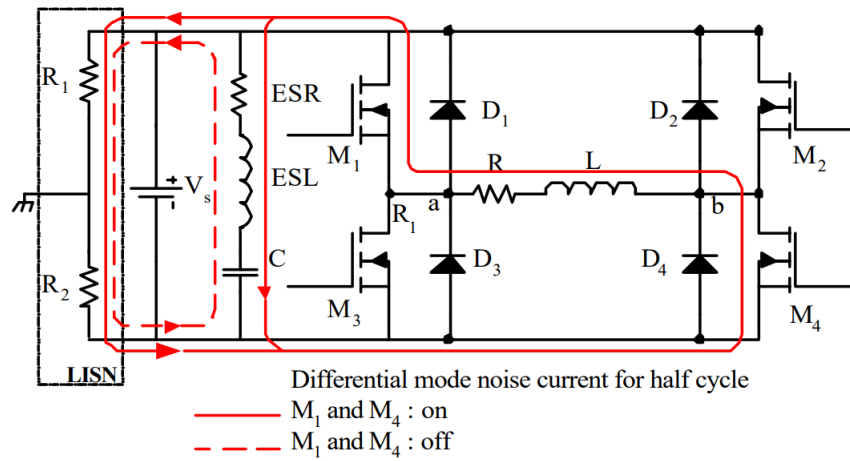 R1
ESR
D1
D2
M1
M2
Vs
ESL
R
L
R1
a
b
C
R2
D3
D4
M3
M4
LISN
Differential mode noise current for half cycle
M1 and M4 : on
M1 and M4 : off